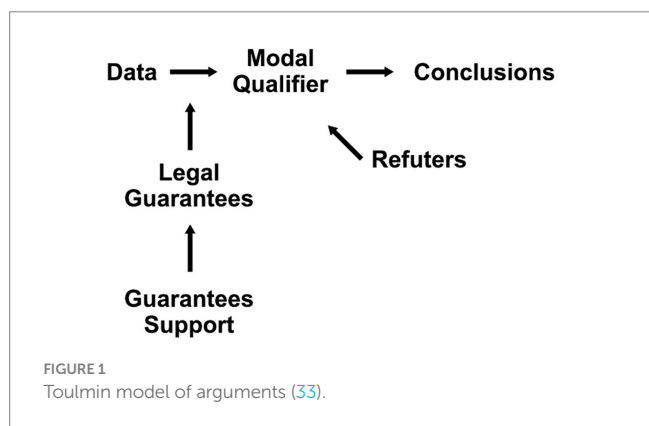 Data
Modal
Qualifier
Conclusions
Legal
Guarantees
Refuters
Guarantees
Support
FIGURE 1
Toulmin model of arguments (33).